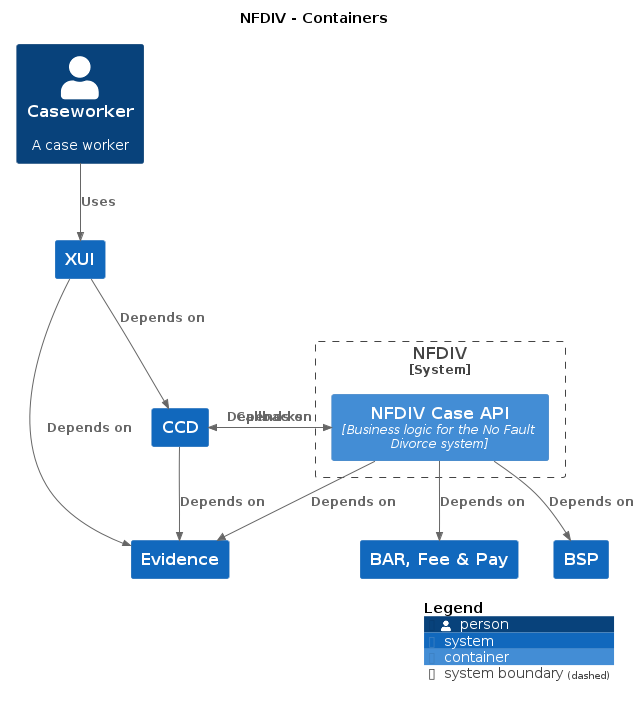 NFDIV - Containers
Caseworker
A case worker
Uses
XUI
Depends on
NFDIV
[System]
NFDIV Case API
[Business logic for the No Fault
Divorce system]
Depends on
Callbacks
CCD
Depends on
Depends on
Depends on
Depends on
Depends on
Evidence
BAR, Fee & Pay
BSP
Legend
person
system
container
system boundary (dashed)